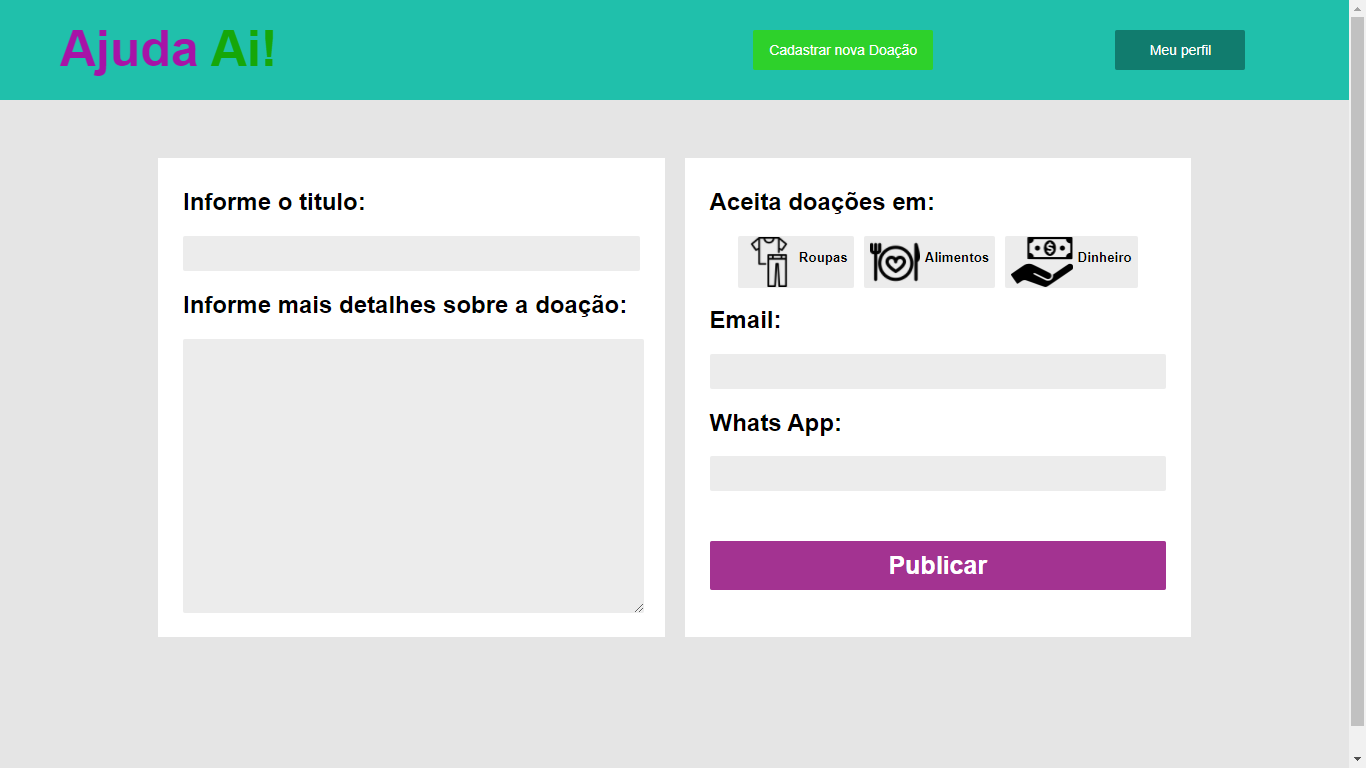 Ajuda Ai!
Cadastrar nova Doação
Meu perfil
Informe o titulo:
Informe mais detalhes sobre a doação:
Aceita doações em:
Roupas
Alimentos
Dinheiro
Email:
Whats App:
Publicar